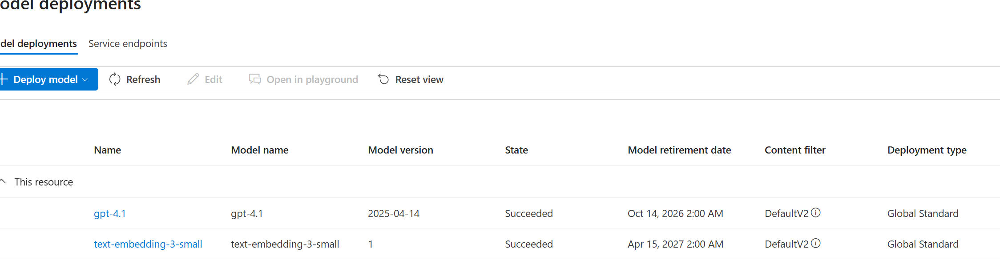 odel deployments
del deployments Service endpoints
Deploy model Refresh Edit Open in playground Reset view
Name Model name Model version State Model retirement date Content filter Deployment type
This resource
gpt-4.1 gpt-4.1 2025-04-14 Succeeded Oct 14, 2026 2:00 AM DefaultV2 Global Standard
text-embedding-3-small text-embedding-3-small 1 Succeeded Apr 15, 2027 2:00 AM DefaultV2 Global Standard